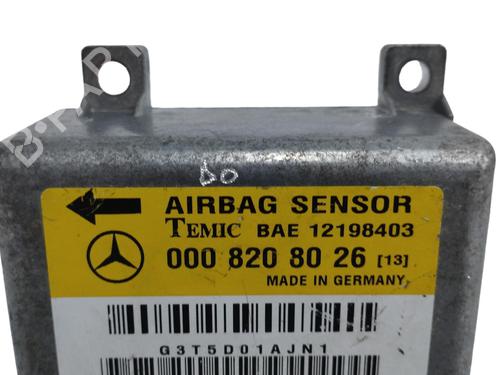 AIRBAG SENSOR
TEMIC BAE 12198403
000 820 80 26 [13]
MADE IN GERMANY
G3T5D01AJN1